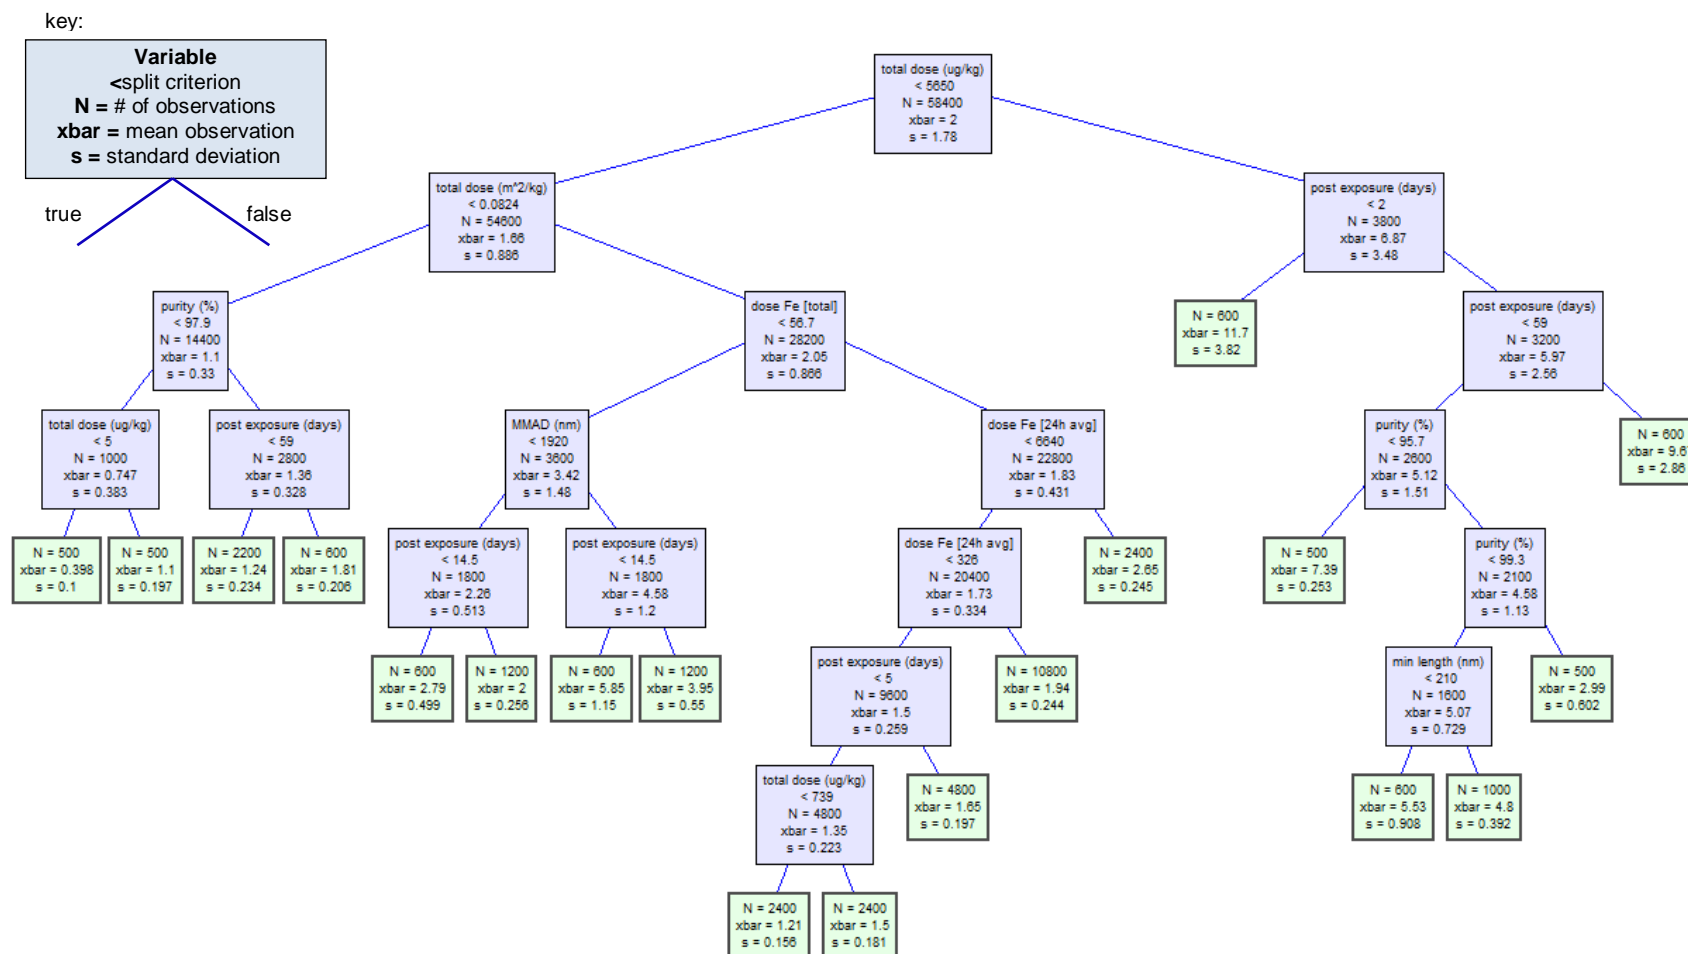 key:
Variable
<split criterion
N = # of observations
xbar = mean observation
s = standard deviation
true
false
total dose (ug/kg)
< 5650
N = 58400
xbar = 2
s = 1.78
total dose (m^2/kg)
< 0.0824
N = 54600
xbar = 1.66
s = 0.886
post exposure (days)
< 2
N = 3800
xbar = 6.87
s = 3.48
purity (%)
< 97.9
N = 14400
xbar = 1.1
s = 0.33
dose Fe [total]
< 56.7
N = 28200
xbar = 2.05
s = 0.866
N = 600
xbar = 11.7
s = 3.82
post exposure (days)
< 59
N = 3200
xbar = 5.97
s = 2.56
total dose (ug/kg)
< 5
N = 1000
xbar = 0.747
s = 0.383
post exposure (days)
< 59
N = 2800
xbar = 1.36
s = 0.328
MMAD (nm)
< 1920
N = 3600
xbar = 3.42
s = 1.48
dose Fe [24h avg]
< 6640
N = 22800
xbar = 1.83
s = 0.431
purity (%)
< 95.7
N = 2600
xbar = 5.12
s = 1.51
N = 600
xbar = 9.6
s = 2.86
N = 500
xbar = 0.398
s = 0.1
N = 500
xbar = 1.1
s = 0.197
N = 2200
xbar = 1.24
s = 0.234
N = 600
xbar = 1.81
s = 0.206
post exposure (days)
< 14.5
N = 1800
xbar = 2.26
s = 0.513
post exposure (days)
< 14.5
N = 1800
xbar = 4.58
s = 1.2
dose Fe [24h avg]
< 326
N = 20400
xbar = 1.73
s = 0.334
N = 2400
xbar = 2.65
s = 0.245
N = 500
xbar = 7.39
s = 0.253
purity (%)
< 99.3
N = 2100
xbar = 4.58
s = 1.13
N = 600
xbar = 2.79
s = 0.499
N = 1200
xbar = 2
s = 0.256
N = 600
xbar = 5.85
s = 1.15
N = 1200
xbar = 3.95
s = 0.55
post exposure (days)
< 5
N = 9600
xbar = 1.5
s = 0.259
N = 10800
xbar = 1.94
s = 0.244
min length (nm)
< 210
N = 1600
xbar = 5.07
s = 0.729
N = 500
xbar = 2.99
s = 0.602
total dose (ug/kg)
< 739
N = 4800
xbar = 1.35
s = 0.223
N = 4800
xbar = 1.65
s = 0.197
N = 600
xbar = 5.53
s = 0.908
N = 1000
xbar = 4.8
s = 0.392
N = 2400
xbar = 1.21
s = 0.156
N = 2400
xbar = 1.5
s = 0.181